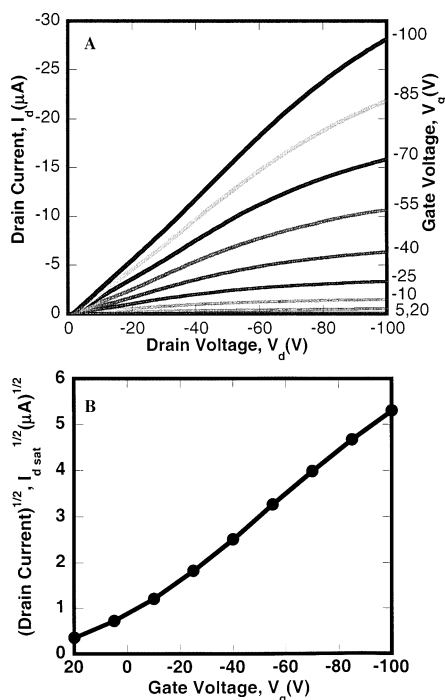 A
Drain Current, I_d(μA)
-30
-25
-20
-15
-10
-5
0
0 -20 -40 -60 -80 -100
Drain Voltage, V_d(V)
Gate Voltage, V_g(V)
-100
-85
-70
-55
-40
-25
-10
5,20
B
(Drain Current)^1/2, I_d sat^1/2(μA)^1/2
6
5
4
3
2
1
0
20 0 -20 -40 -60 -80 -100
Gate Voltage, V_g(V)